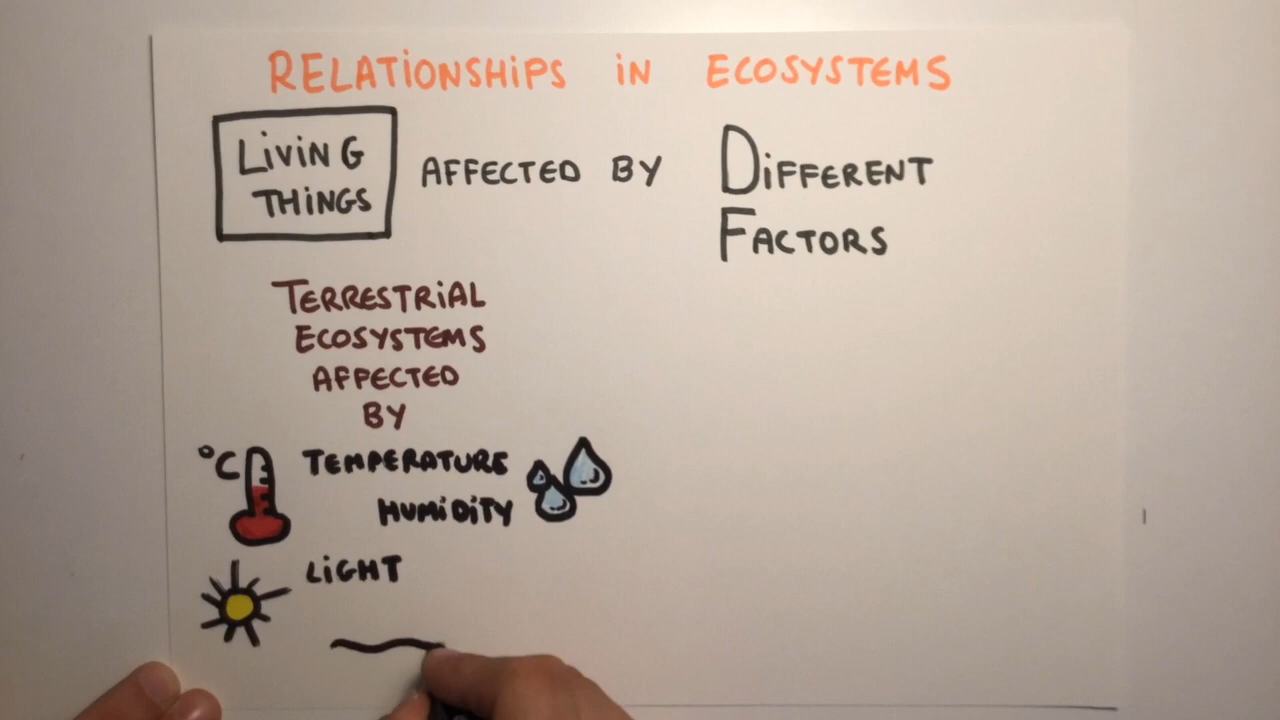 RELATIONSHIPS IN ECOSYSTEMS
LIVING
THINGS
AFFECTED BY
DIFFERENT
FACTORS
TERRESTRIAL
ECOSYSTEMS
AFFECTED
BY
°C
TEMPERATURE
HUMIDITY
LIGHT